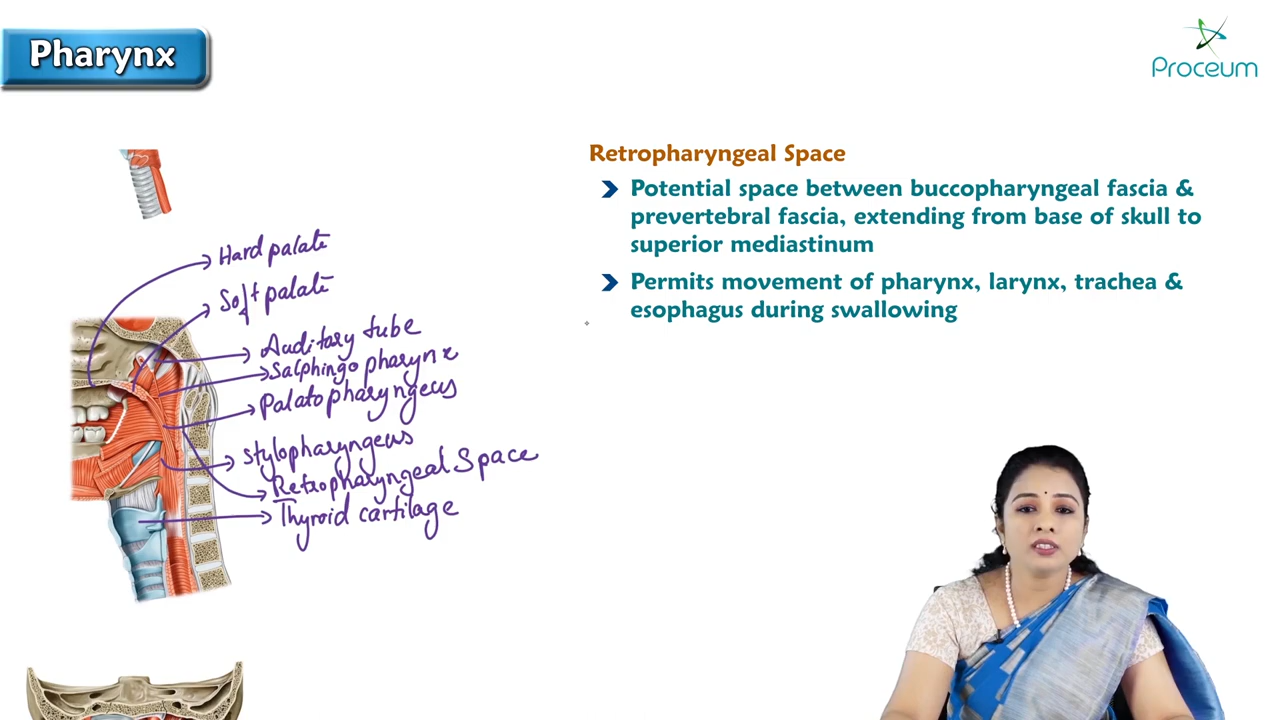 Pharynx
Proceum
Retropharyngeal Space
Potential space between buccopharyngeal fascia &
prevertebral fascia, extending from base of skull to
superior mediastinum
Permits movement of pharynx, larynx, trachea &
esophagus during swallowing
Hard palate
Soft palate
Auditory tube
Salphingo pharynx
Palatopharyngeus
Stylopharyngeus
Retropharyngeal Space
Thyroid cartilage